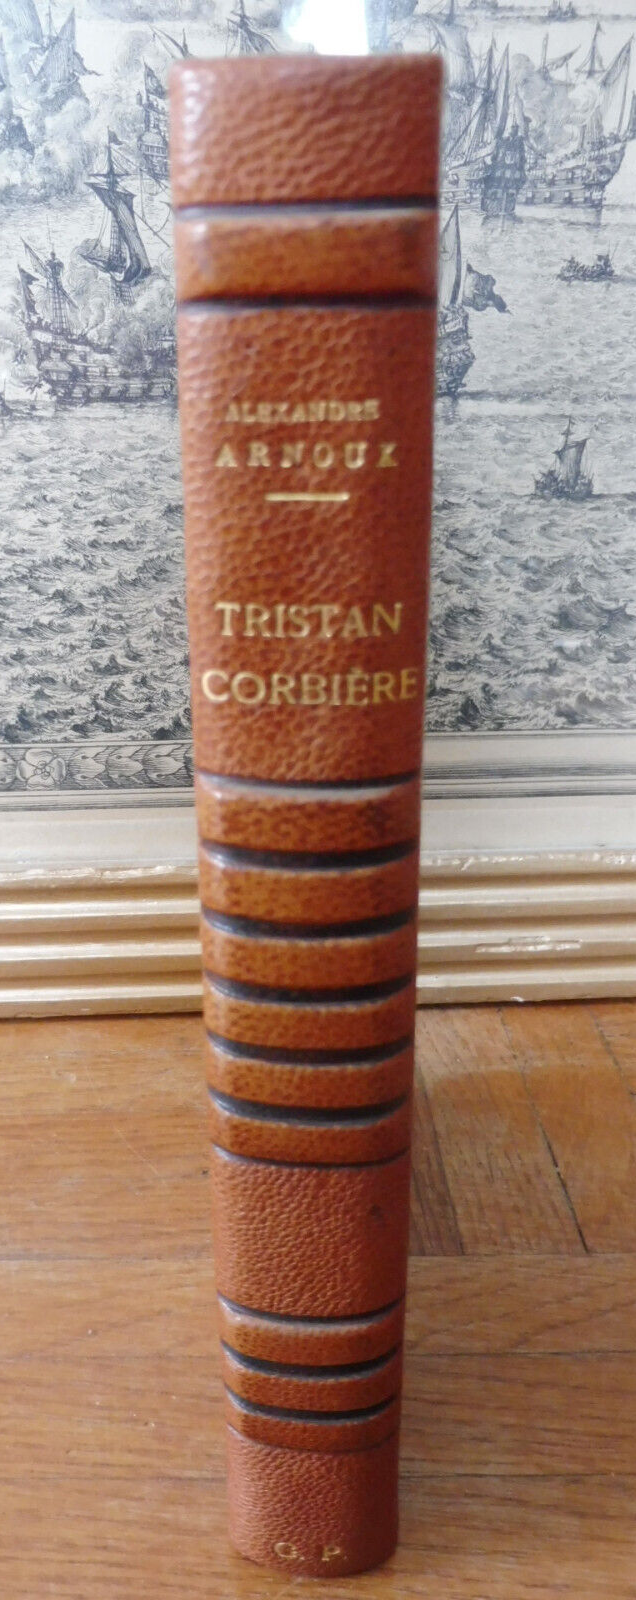 ALEXANDRE
ARNOUX
TRISTAN
CORBIÈRE
G. P.